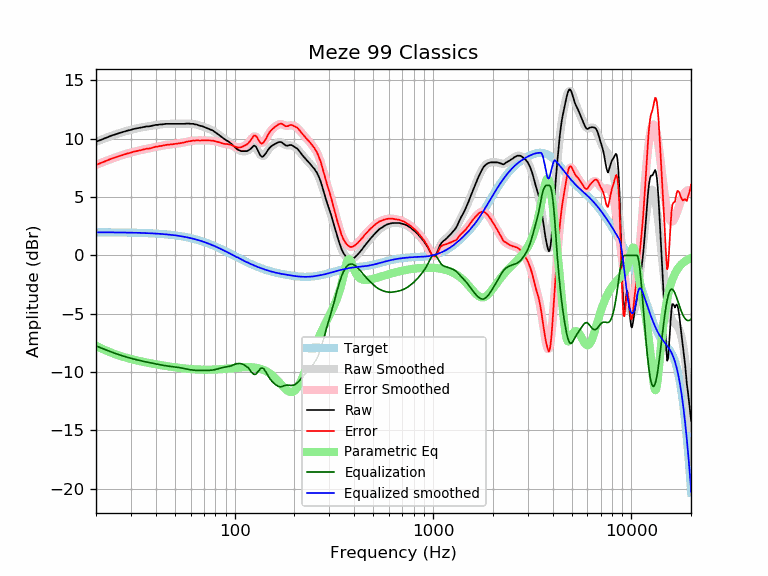 Meze 99 Classics
15
10
5
0
−5
−10
−15
−20
Amplitude (dBr)
Target
Raw Smoothed
Error Smoothed
Raw
Error
Parametric Eq
Equalization
Equalized smoothed
100
1000
10000
Frequency (Hz)